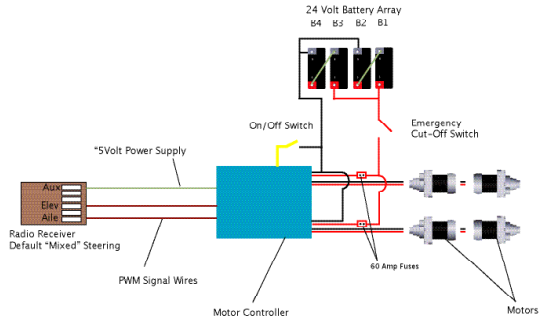 24 Volt Battery Array
B4 B3 B2 B1
On/Off Switch
Emergency
Cut-Off Switch
"5Volt Power Supply
Aux
Elev
Aile
Radio Receiver
Default "Mixed" Steering
PWM Signal Wires
60 Amp Fuses
Motor Controller
Motors